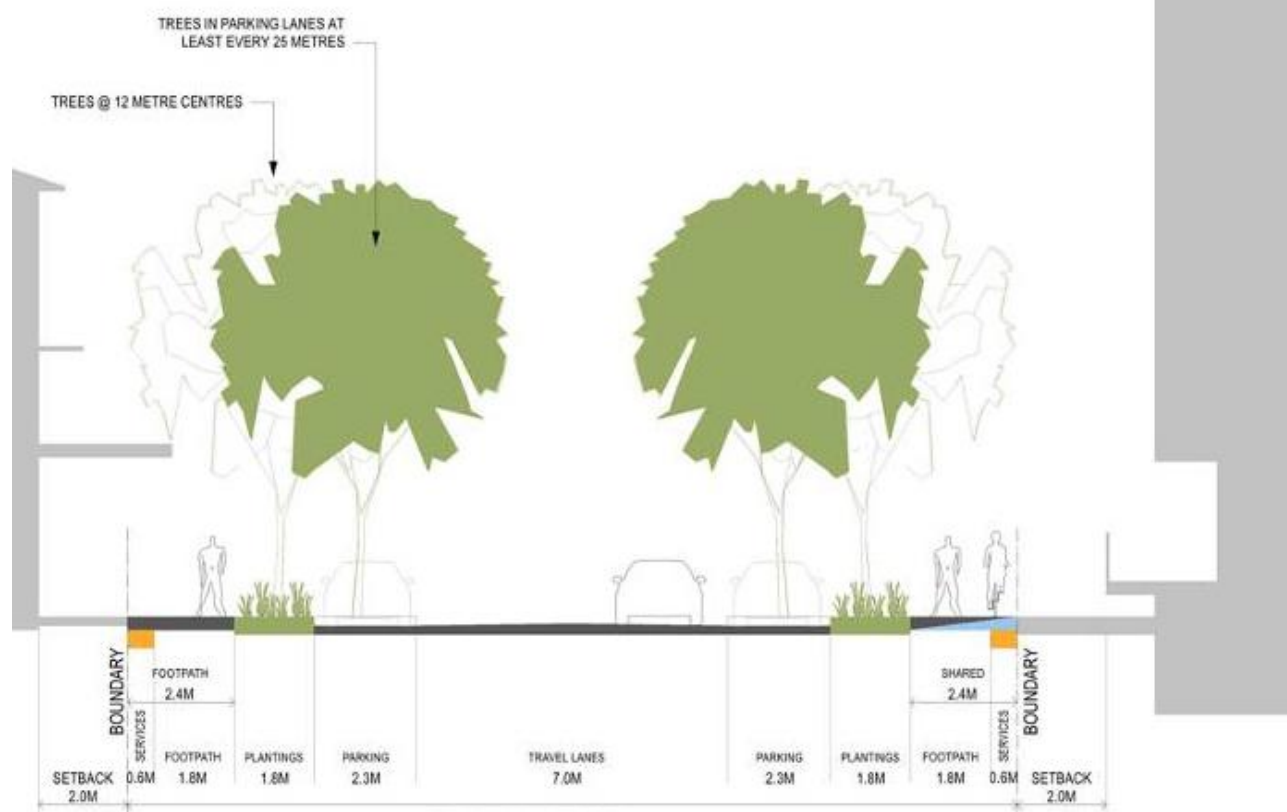 TREES IN PARKING LANES AT
LEAST EVERY 25 METRES
TREES @ 12 METRE CENTRES
BOUNDARY
FOOTPATH
2.4M
SHARED
2.4M
BOUNDARY
SETBACK
2.0M
SERVICES
0.6M
FOOTPATH
1.8M
PLANTINGS
1.8M
PARKING
2.3M
TRAVEL LANES
7.0M
PARKING
2.3M
PLANTINGS
1.8M
FOOTPATH
1.8M
SERVICES
0.6M
SETBACK
2.0M